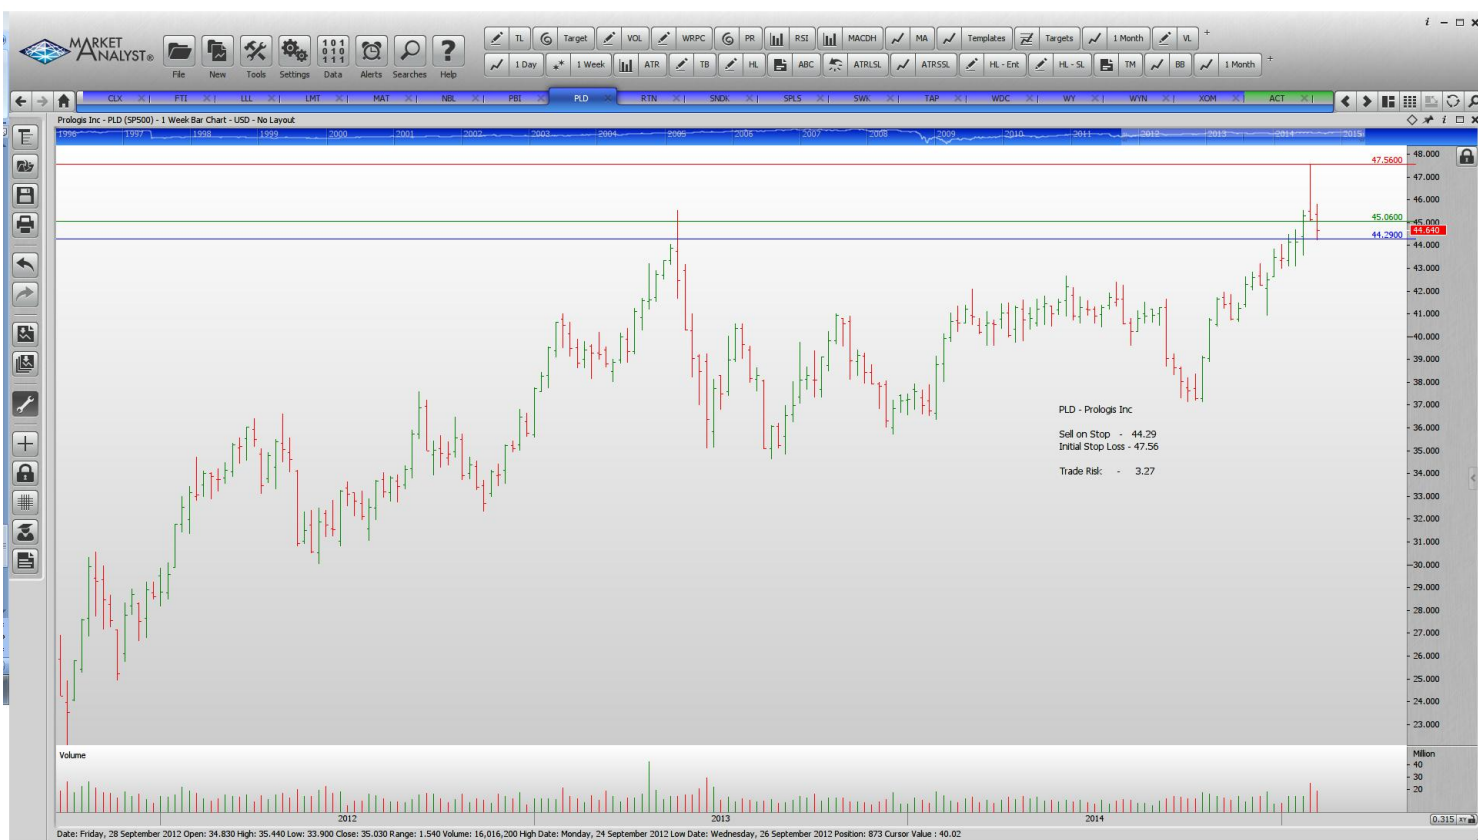 i
MARKET
ANALYST®
File
New
Tools
Settings
101
010
111
Data
Alerts
Searches
?
Help
TL
Target
VOL
WRPC
PR
RSI
MACDH
MA
Templates
Targets
1 Month
VL
+
1 Day
1 Week
ATR
TB
HL
ABC
ATRLSL
ATRSSL
HL - Ent
HL - SL
TM
BB
1 Month
+
CLX
FTI
LLL
LMT
MAT
NBL
PBI
PLD
RTN
SNDK
SPLS
SWK
TAP
WDC
WY
WYN
XOM
ACT
Prologis Inc - PLD (SP500) - 1 Week Bar Chart - USD - No Layout
i
1996
1997
1998
1999
2000
2001
2002
2003
2004
2005
2006
2007
2008
2009
2010
2011
2012
2013
2014
2015
47.5600
45.0600
44.2900
48.000
47.000
46.000
45.000
44.640
44.000
43.000
42.000
41.000
40.000
39.000
38.000
37.000
36.000
35.000
34.000
33.000
32.000
31.000
30.000
29.000
28.000
27.000
26.000
25.000
24.000
23.000
PLD - Prologis Inc
Sell on Stop - 44.29
Initial Stop Loss - 47.56
Trade Risk: - 3.27
Volume
Million
40
30
20
2012
2013
2014
0.315
XY
Date: Friday, 28 September 2012 Open: 34.830 High: 35.440 Low: 33.900 Close: 35.030 Range: 1.540 Volume: 16,016,200 High Date: Monday, 24 September 2012 Low Date: Wednesday, 26 September 2012 Position: 873 Cursor Value : 40.02